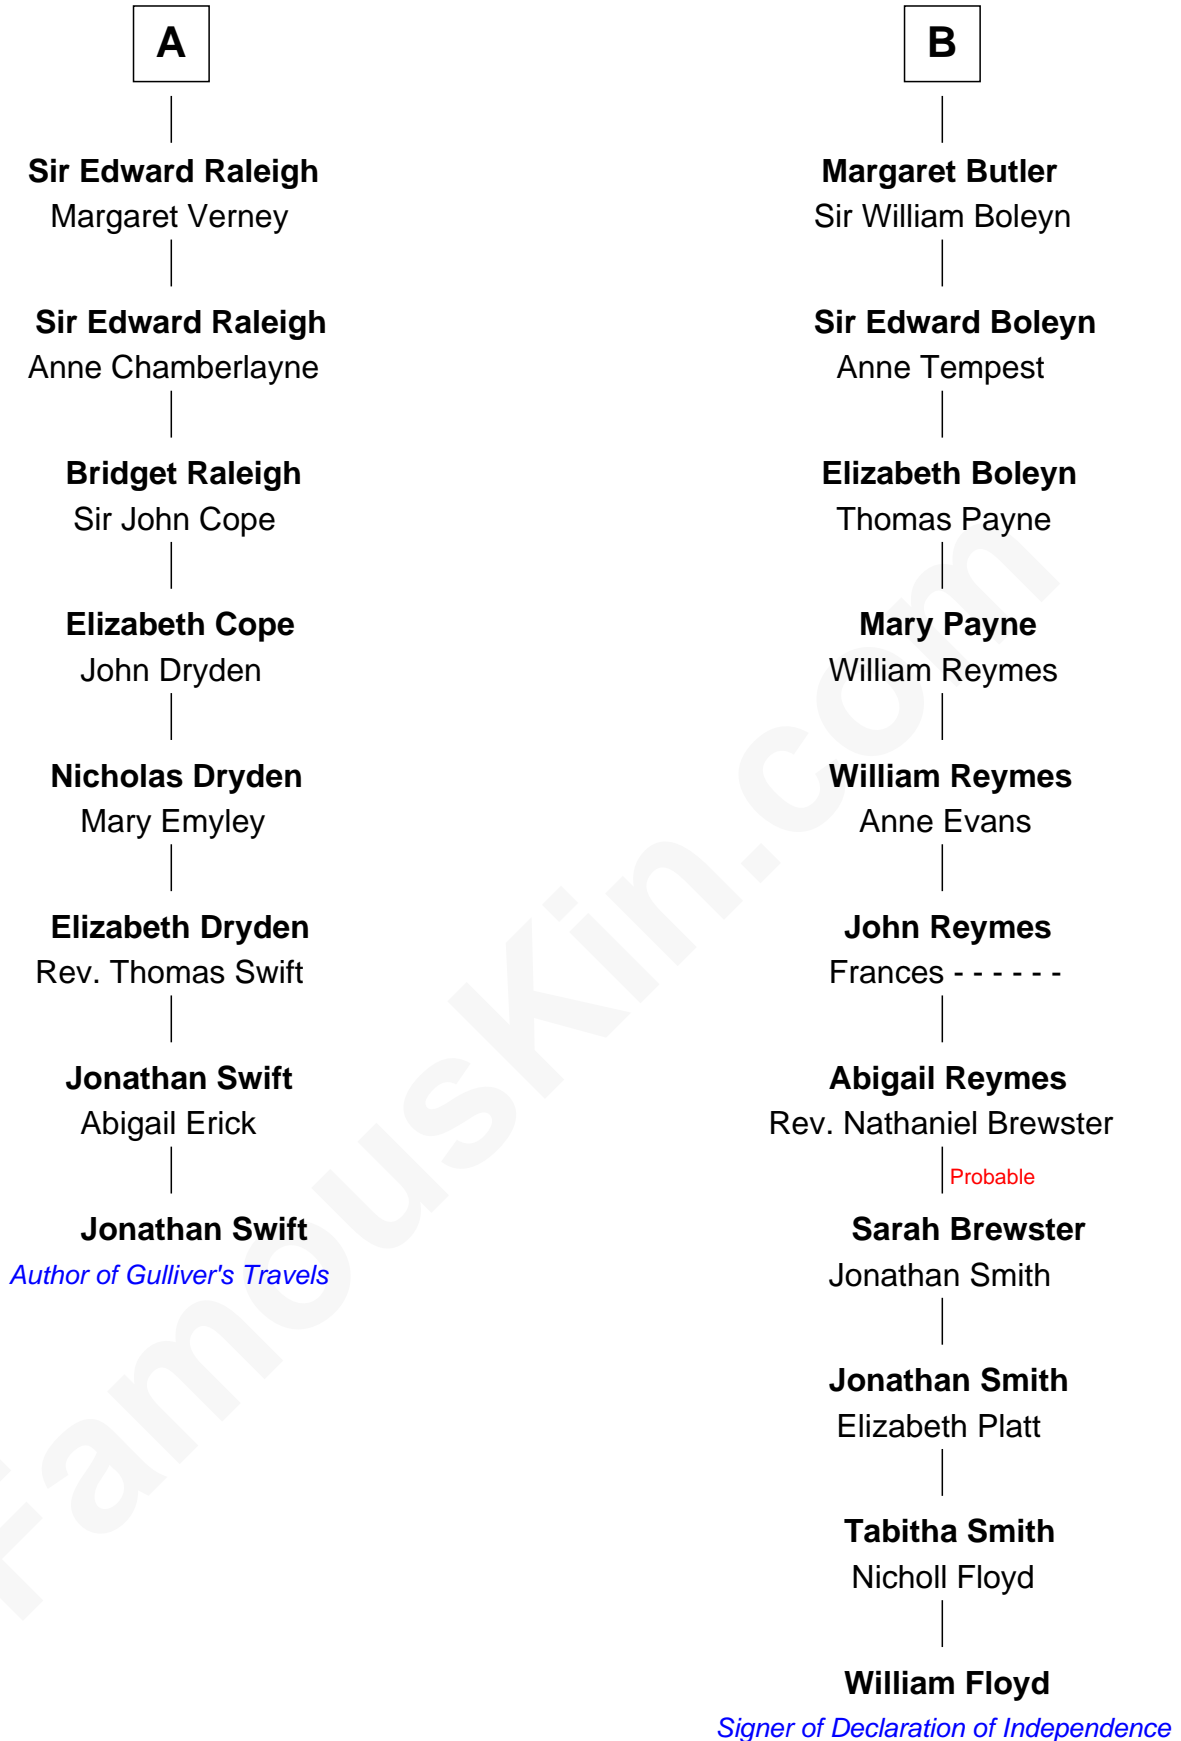 A
Sir Edward Raleigh
Margaret Verney
Sir Edward Raleigh
Anne Chamberlayne
Bridget Raleigh
Sir John Cope
Elizabeth Cope
John Dryden
Nicholas Dryden
Mary Emyley
Elizabeth Dryden
Rev. Thomas Swift
Jonathan Swift
Abigail Erick
Jonathan Swift
Author of Gulliver's Travels
B
Margaret Butler
Sir William Boleyn
Sir Edward Boleyn
Anne Tempest
Elizabeth Boleyn
Thomas Payne
Mary Payne
William Reymes
William Reymes
Anne Evans
John Reymes
Frances - - - - - -
Abigail Reymes
Rev. Nathaniel Brewster
Probable
Sarah Brewster
Jonathan Smith
Jonathan Smith
Elizabeth Platt
Tabitha Smith
Nicholl Floyd
William Floyd
Signer of Declaration of Independence
FamousKin.com